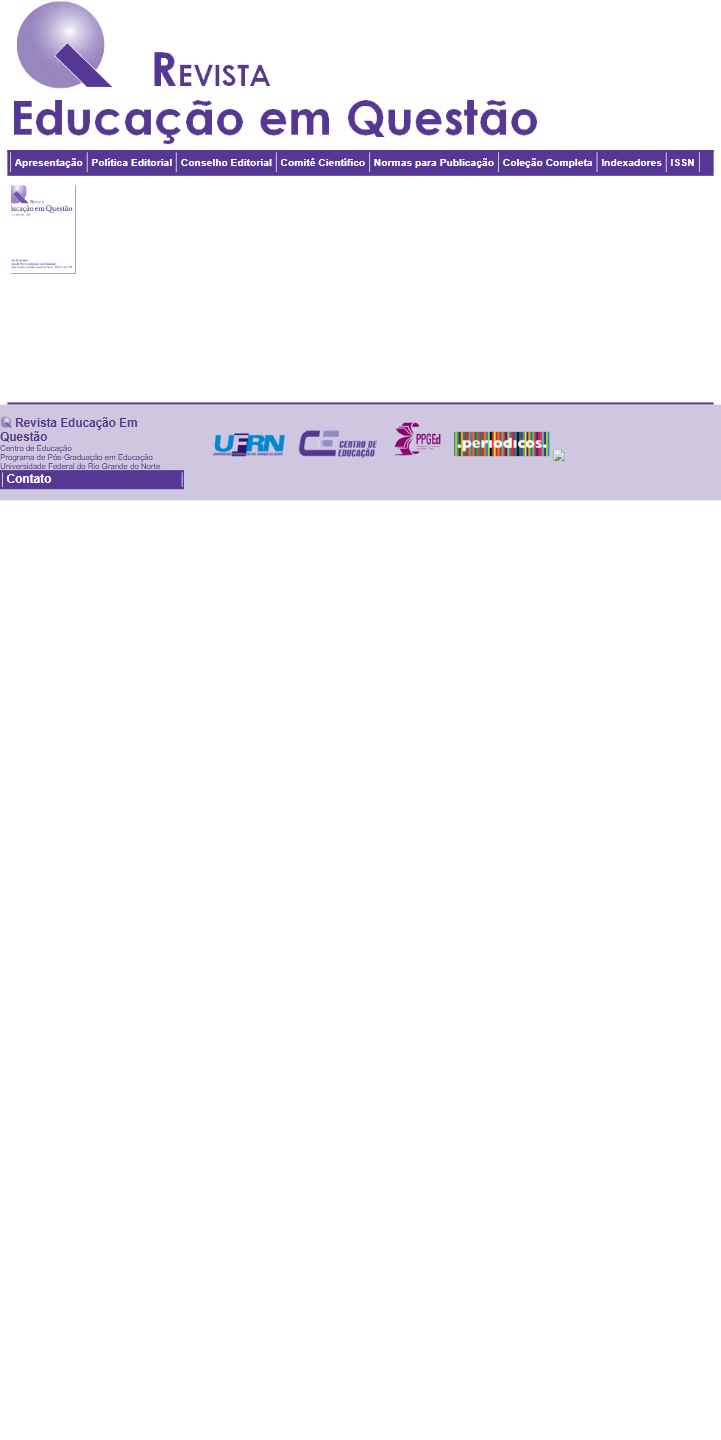 REVISTA
Educação em Questão
Apresentação Política Editorial Conselho Editorial Comitê Científico Normas para Publicação Coleção Completa Indexadores ISSN
ucação em Questão
Revista Educação Em
Questão
Centro de Educação
Programa de Pós-Graduação em Educação
Universidade Federal do Rio Grande do Norte
Contato
UFRN
CE CENTRO DE
EDUCAÇÃO
PPGEd
.periodicos.